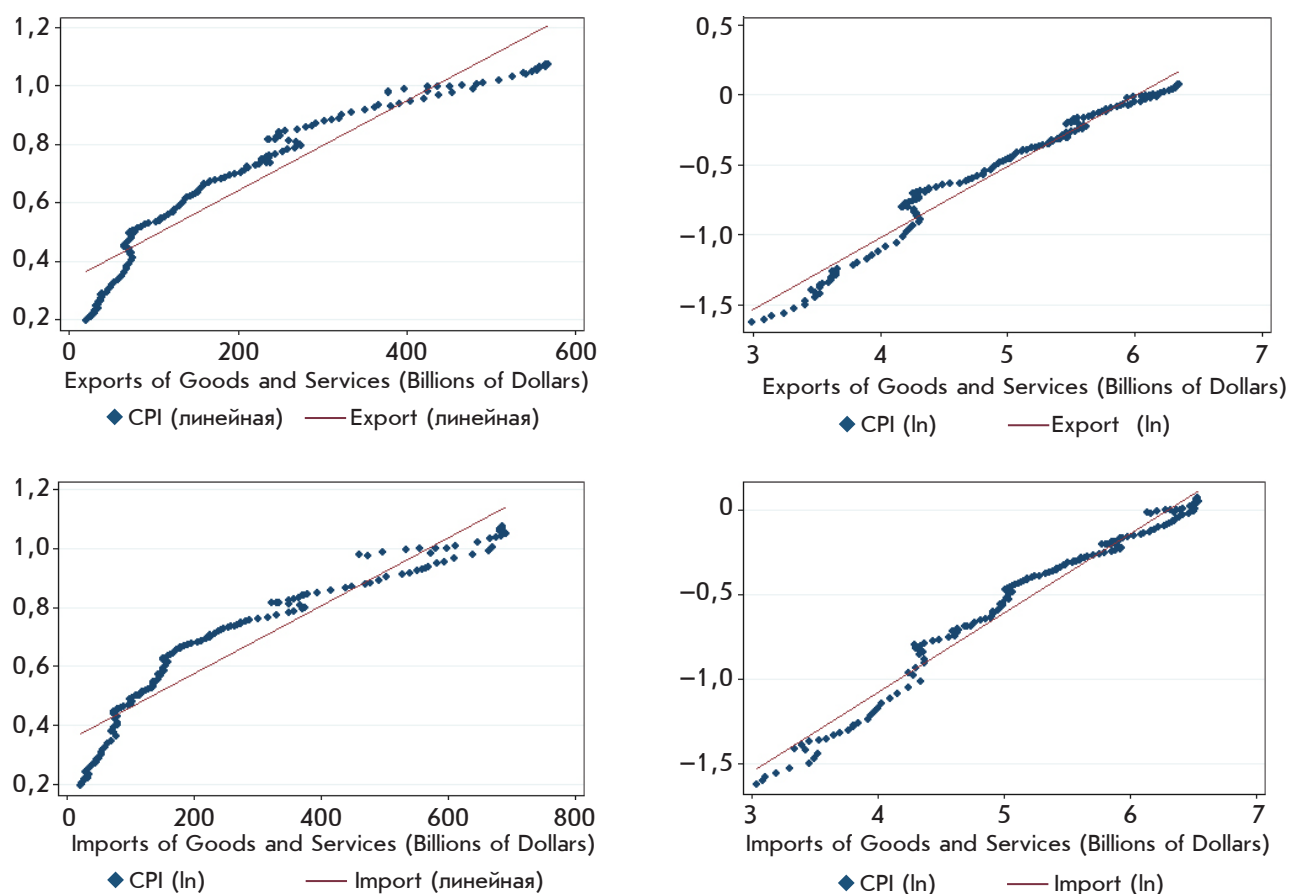 1,2
1,0
0,8
0,6
0,4
0,2
0 200 400 600
Exports of Goods and Services (Billions of Dollars)
CPI (линейная) Export (линейная)
0,5
0
−0,5
−1,0
−1,5
3 4 5 6 7
Exports of Goods and Services (Billions of Dollars)
CPI (ln) Export (ln)
1,2
1,0
0,8
0,6
0,4
0,2
0 200 400 600 800
Imports of Goods and Services (Billions of Dollars)
CPI (ln) Import (линейная)
0
−0,5
−1,0
−1,5
3 4 5 6 7
Imports of Goods and Services (Billions of Dollars)
CPI (ln) Import (ln)